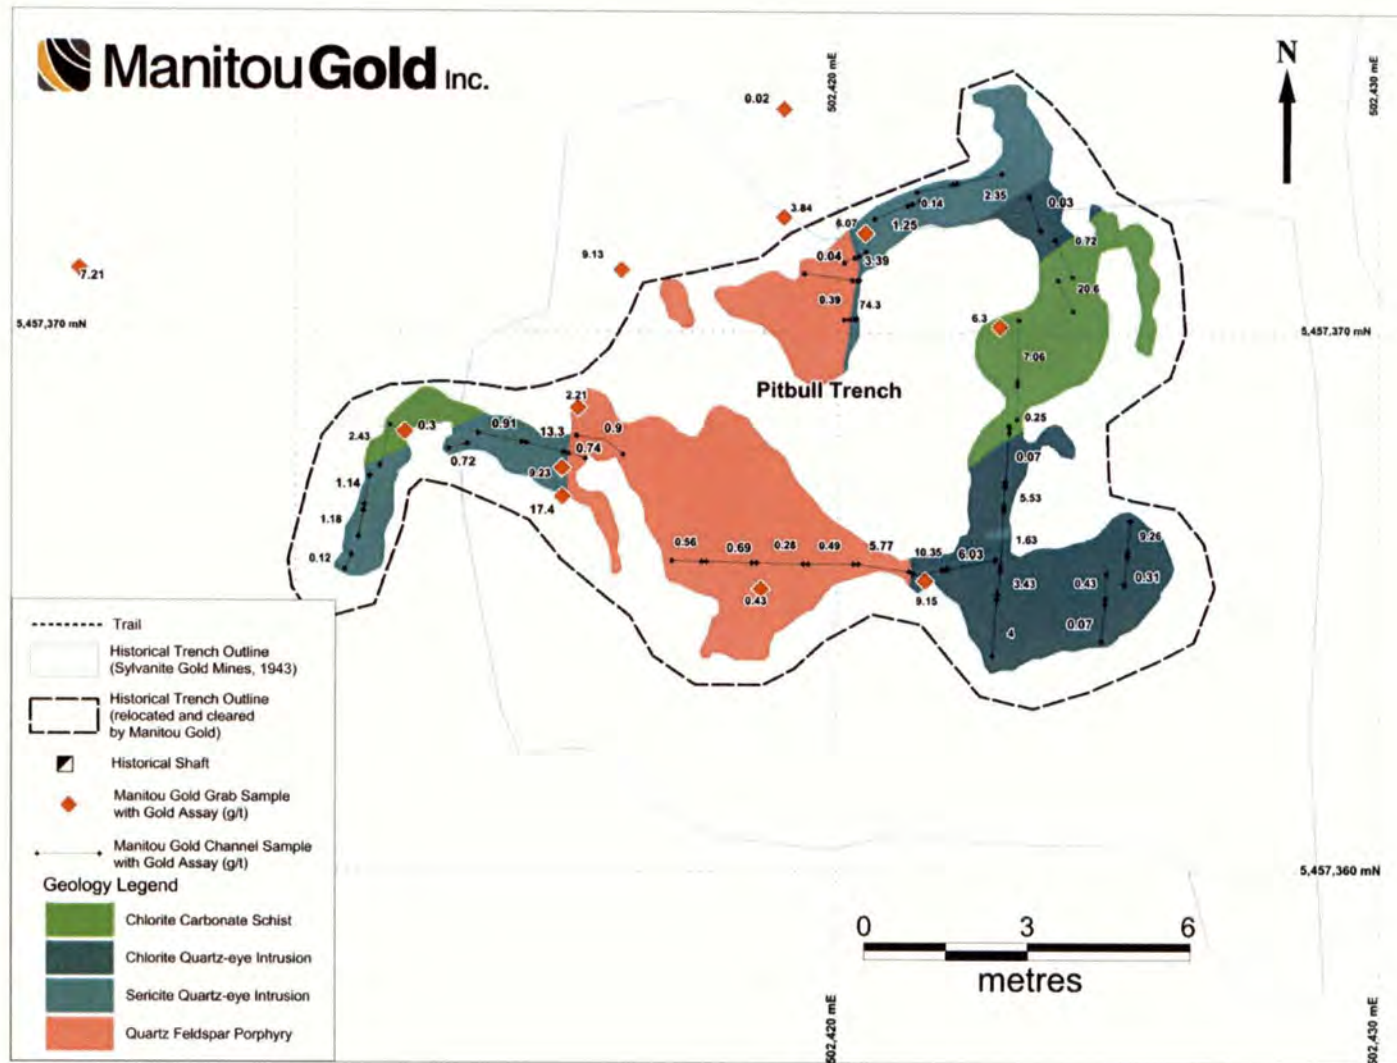 ManitouGold Inc.
N
502,420 mE
502,430 mE
0.02
3.84
9.13
7.21
6.07
1.25
0.14
2.35
0.03
0.72
20.6
0.04
3.39
0.39
74.3
5,457,370 mN
5,457,370 mN
6.3
7.06
Pitbull Trench
0.25
0.07
5.53
1.63
2.21
0.9
0.3
2.43
0.91
13.3
0.74
0.72
9.23
17.4
1.14
1.18
0.12
0.56
0.69
0.28
0.49
5.77
10.35
6.03
9.15
0.43
3.43
4
9.26
0.43
0.31
0.07
Trail
Historical Trench Outline
(Sylvanite Gold Mines, 1943)
Historical Trench Outline
(relocated and cleared
by Manitou Gold)
Historical Shaft
Manitou Gold Grab Sample
with Gold Assay (g/t)
Manitou Gold Channel Sample
with Gold Assay (g/t)
Geology Legend
Chlorite Carbonate Schist
Chlorite Quartz-eye Intrusion
Sericite Quartz-eye Intrusion
Quartz Feldspar Porphyry
5,457,360 mN
0 3 6
metres
502,420 mE
502,430 mE